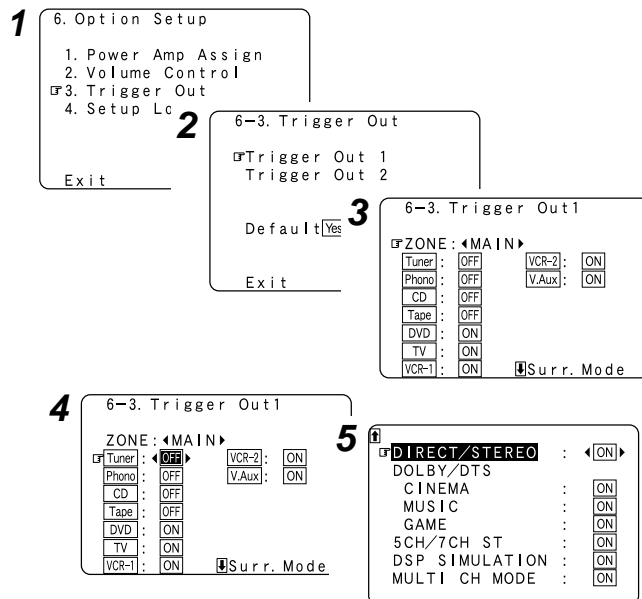 1
6. Option Setup
1. Power Amp Assign
2. Volume Control
☞3. Trigger Out
4. Setup
Exit
2
6-3. Trigger Out
☞Trigger Out 1
Trigger Out 2
Default Yes
Exit
3
6-3. Trigger Out1
☞ZONE : ◀MAIN▶
Tuner : OFF VCR-2 : ON
Phono : OFF V.Aux : ON
CD : OFF
Tape : OFF
DVD : ON
TV : ON
VCR-1 : ON ⬇Surr. Mode
4
6-3. Trigger Out1
ZONE : ◀MAIN▶
☞Tuner : ◀OFF▶ VCR-2 : ON
Phono : OFF V.Aux : ON
CD : OFF
Tape : OFF
DVD : ON
TV : ON
VCR-1 : ON ⬇Surr. Mode
5
⬆
☞DIRECT/STEREO : ◀ON▶
DOLBY/DTS
CINEMA : ON
MUSIC : ON
GAME : ON
5CH/7CH ST : ON
DSP SIMULATION : ON
MULTI CH MODE : ON